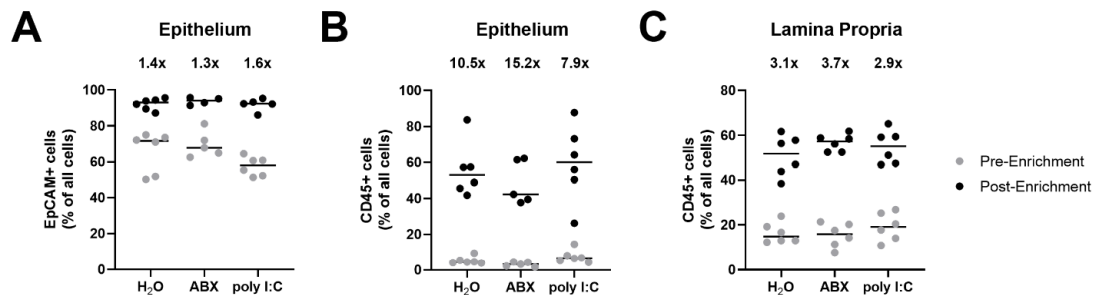 A
Epithelium
1.4x 1.3x 1.6x
EpCAM+ cells
(% of all cells)
100
80
60
40
20
0
H₂O ABX poly I:C
B
Epithelium
10.5x 15.2x 7.9x
CD45+ cells
(% of all cells)
100
80
60
40
20
0
H₂O ABX poly I:C
C
Lamina Propria
3.1x 3.7x 2.9x
CD45+ cells
(% of all cells)
80
60
40
20
0
H₂O ABX poly I:C
Pre-Enrichment
Post-Enrichment